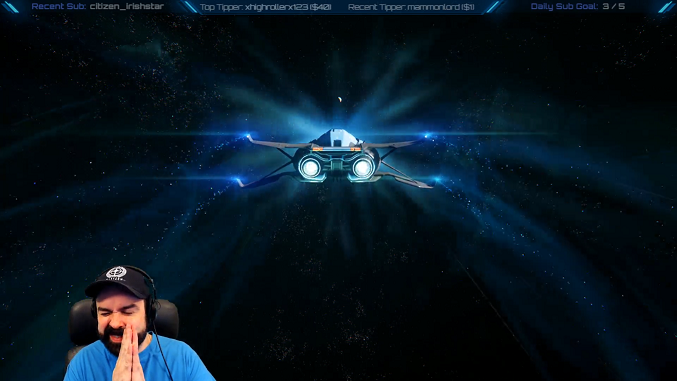 Recent Sub: citizen_irishstar
Top Tipper: xhighrollerx123 ($40)
Recent Tipper: mammonlord ($1)
Daily Sub Goal: 3 / 5